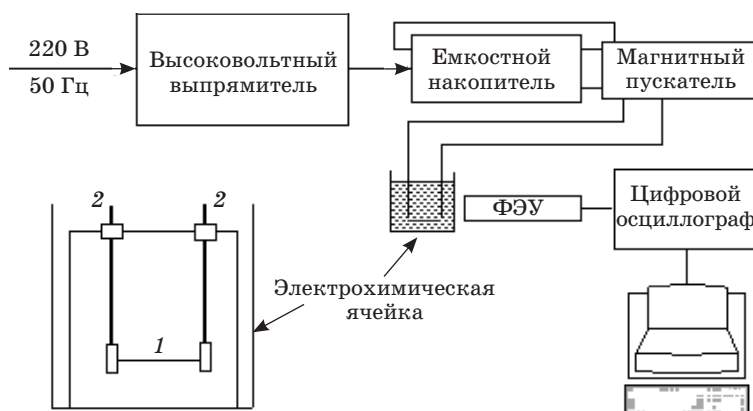 220 В
50 Гц
Высоковольтный
выпрямитель
Емкостной
накопитель
Магнитный
пускатель
ФЭУ
Цифровой
осциллограф
2
2
1
Электрохимическая
ячейка